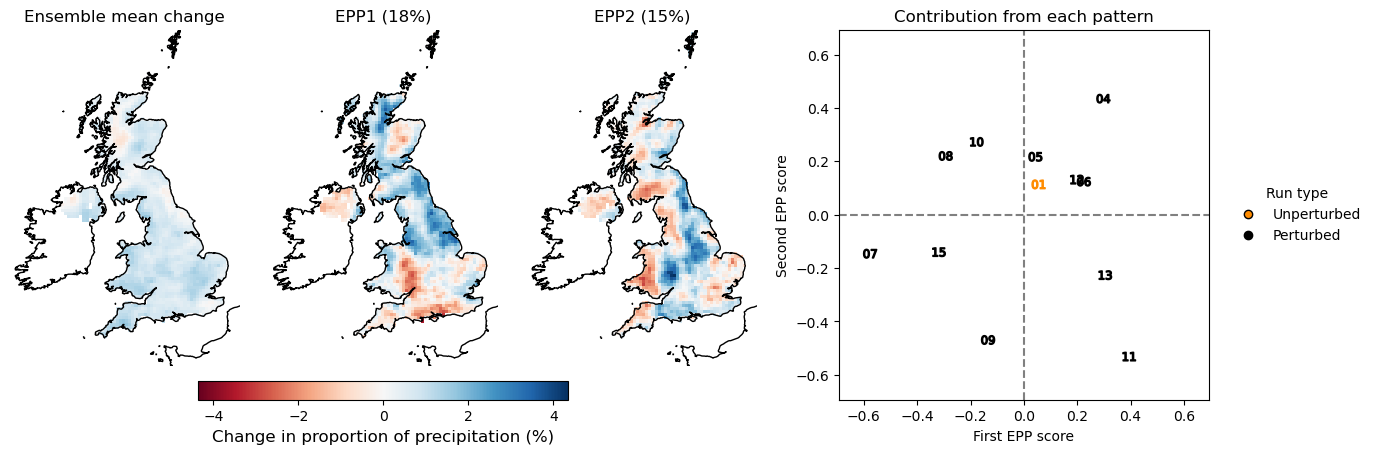 Ensemble mean change
EPP1 (18%)
EPP2 (15%)
Contribution from each pattern
0.6
0.4
0.2
0.0
−0.2
−0.4
−0.6
Second EPP score
04
10
08
05
01
12
06
07
15
13
09
11
−0.6 −0.4 −0.2 0.0 0.2 0.4 0.6
First EPP score
Run type
Unperturbed
Perturbed
−4 −2 0 2 4
Change in proportion of precipitation (%)